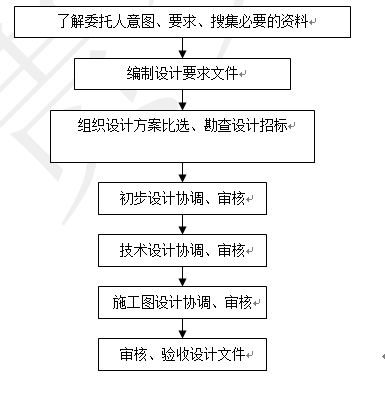 了解委托人意图、要求、搜集必要的资料
编制设计要求文件
组织设计方案比选、勘查设计招标
初步设计协调、审核
技术设计协调、审核
施工图设计协调、审核
审核、验收设计文件